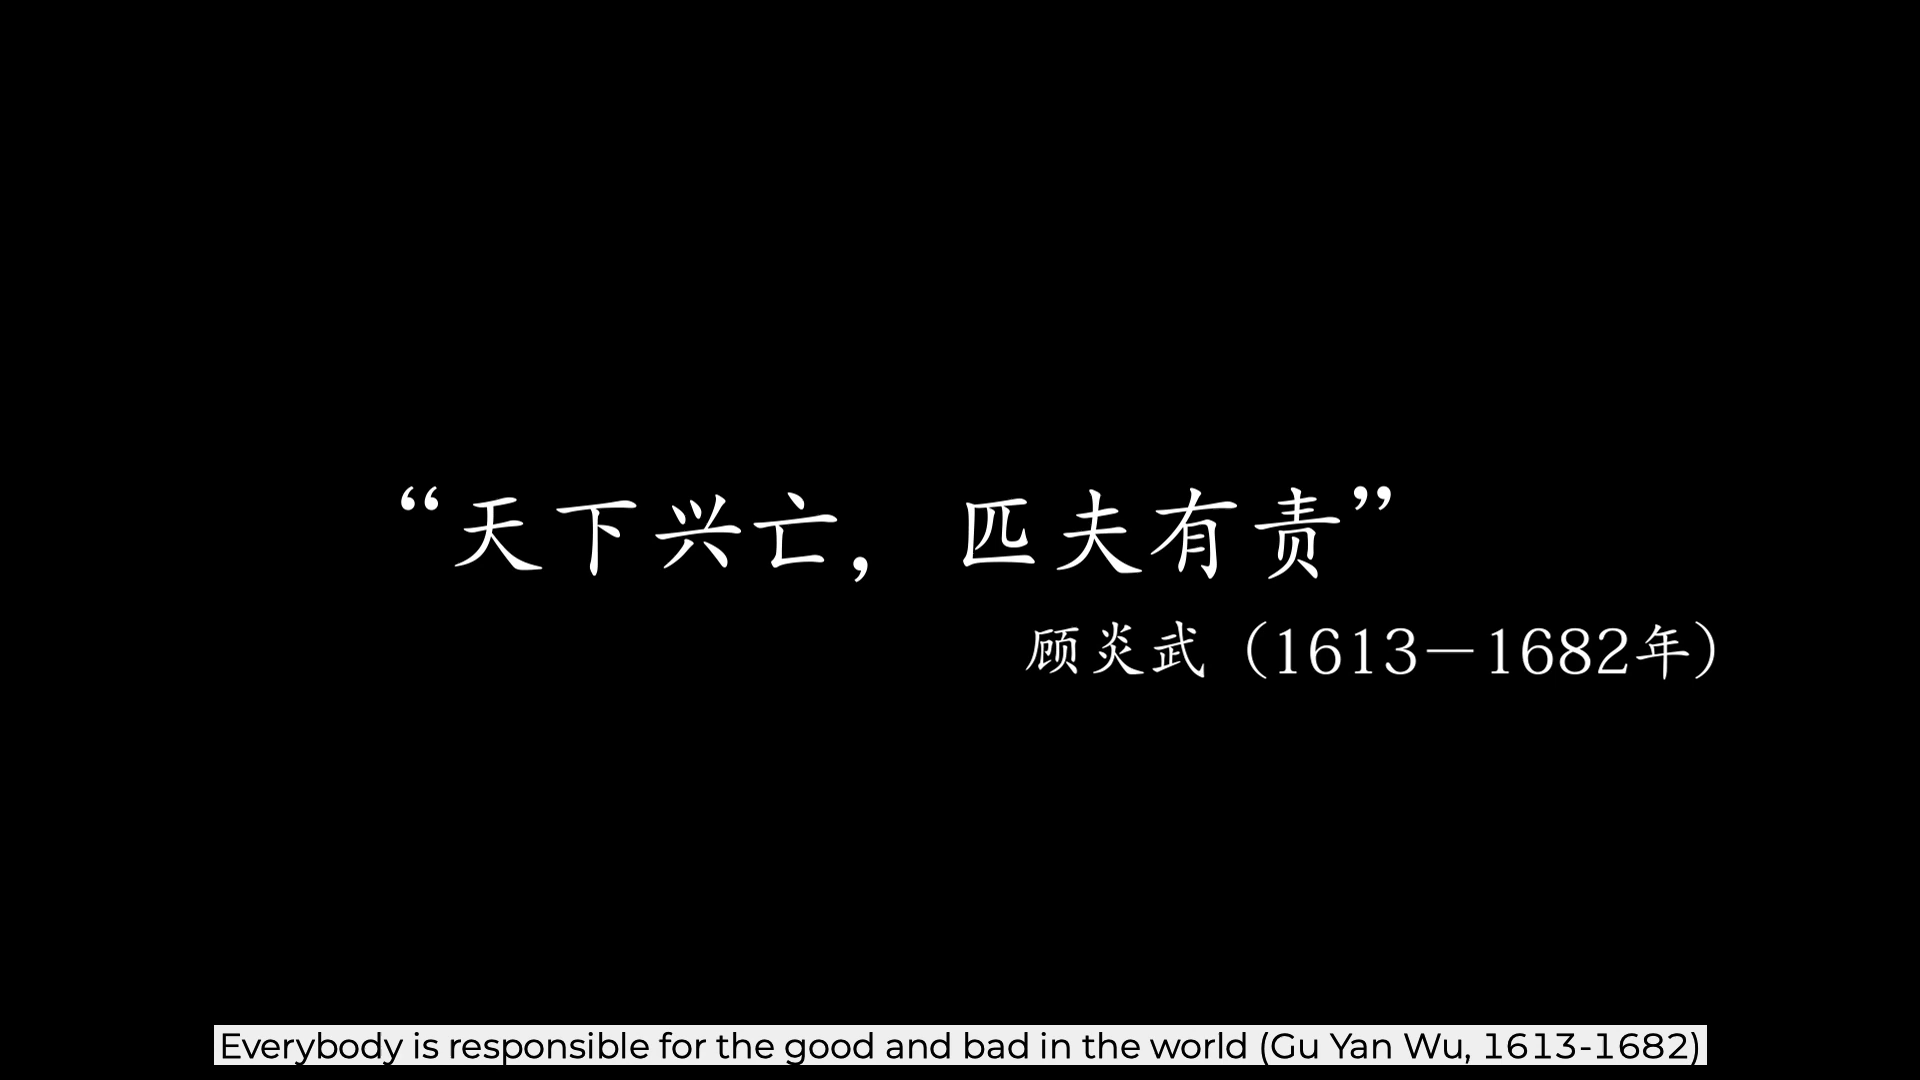 “天下兴亡，匹夫有责”
顾炎武（1613－1682年）
Everybody is responsible for the good and bad in the world (Gu Yan Wu, 1613-1682)